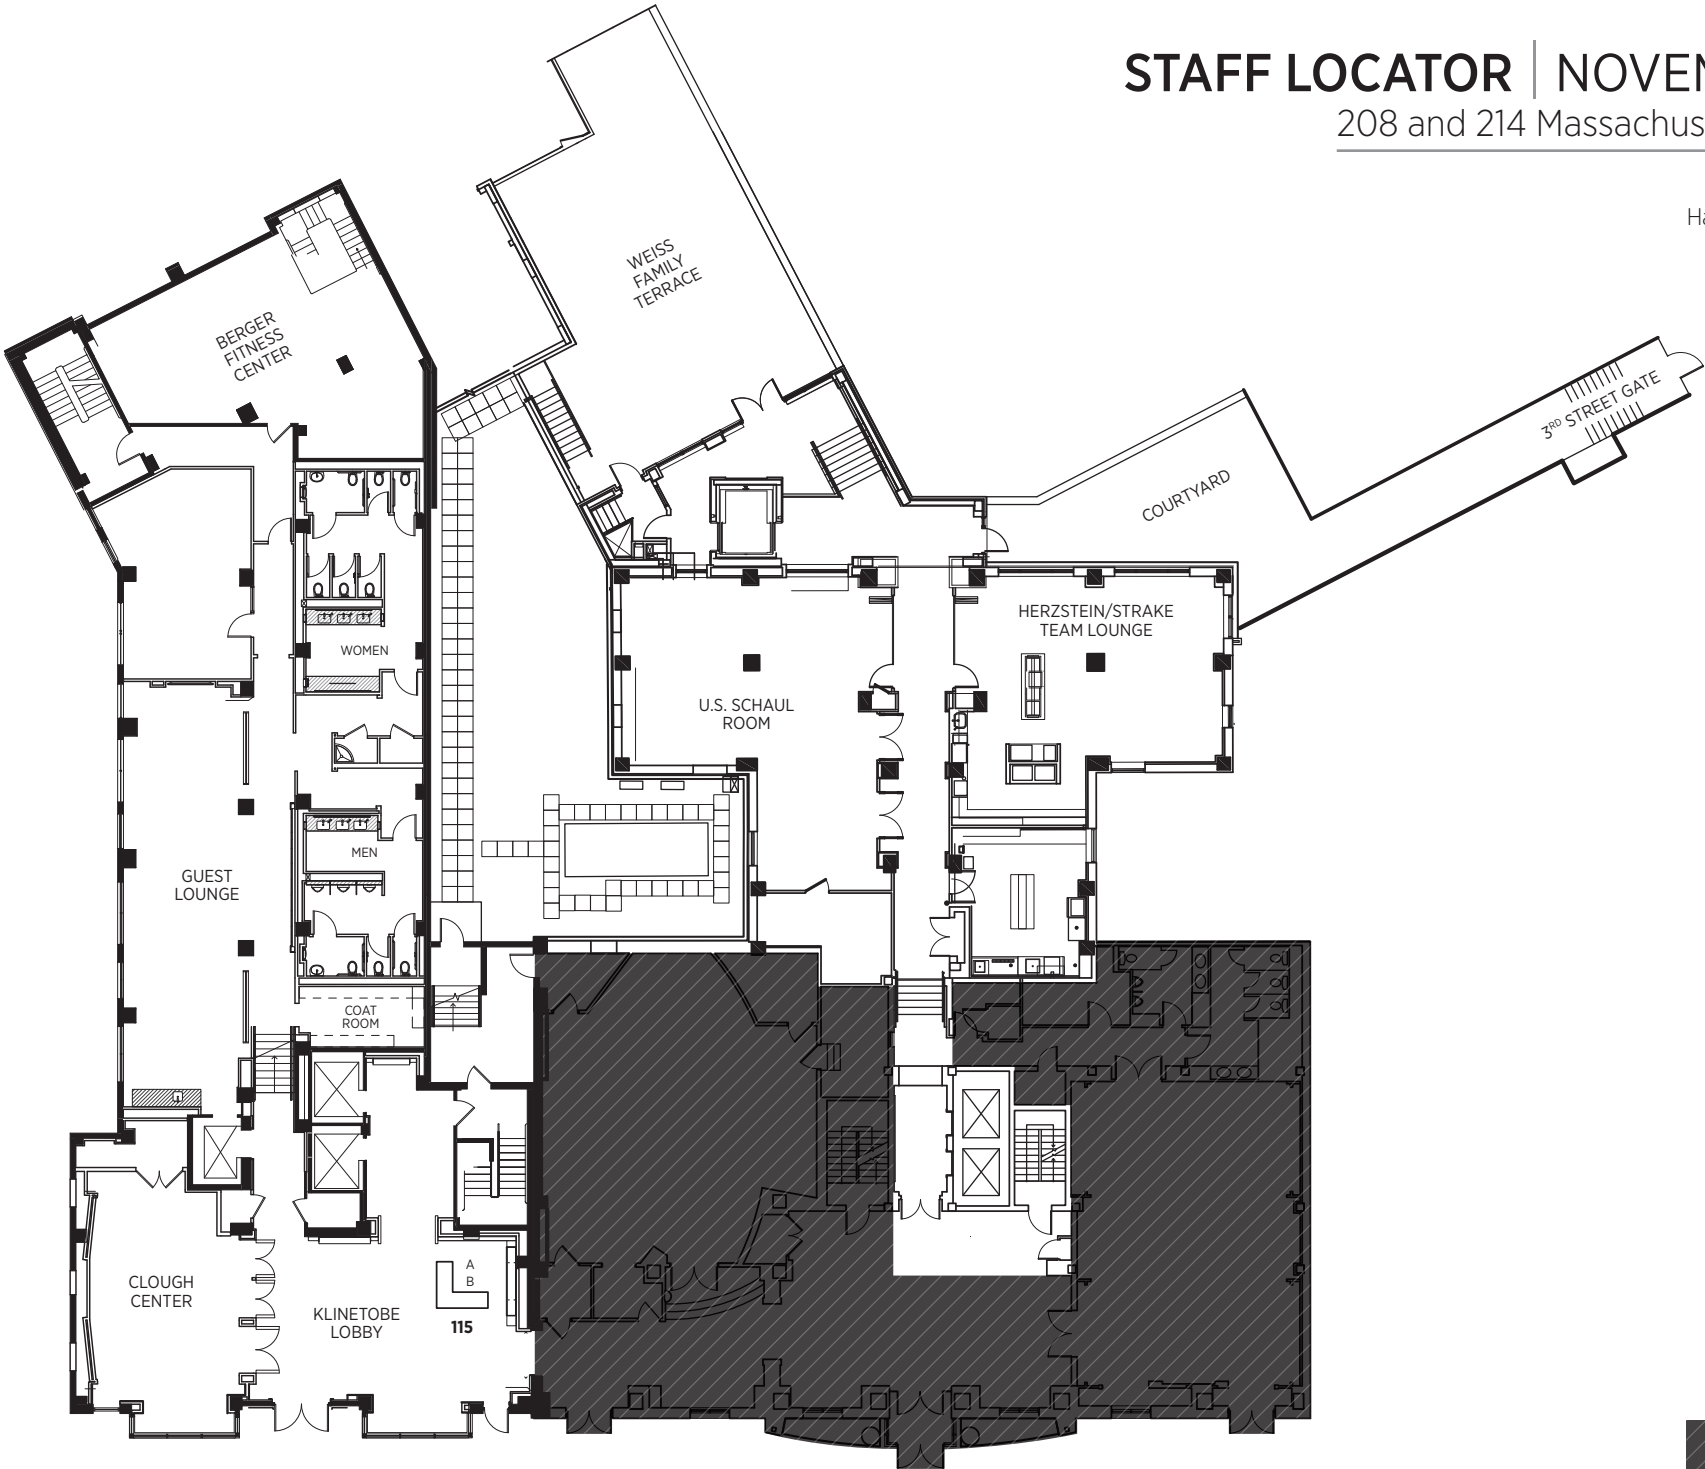 STAFF LOCATOR | NOVEM
208 and 214 Massachus
Ha
WEISS
FAMILY
TERRACE
BERGER
FITNESS
CENTER
3RD STREET GATE
COURTYARD
HERZSTEIN/STRAKE
TEAM LOUNGE
WOMEN
U.S. SCHAUL
ROOM
MEN
GUEST
LOUNGE
COAT
ROOM
A
B
CLOUGH
CENTER
KLINETOBE
LOBBY
115